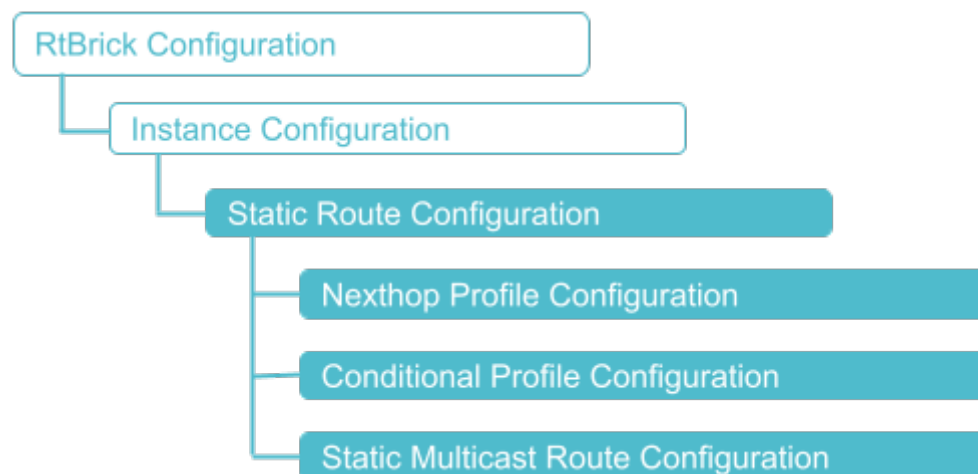 RtBrick Configuration
Instance Configuration
Static Route Configuration
Nexthop Profile Configuration
Conditional Profile Configuration
Static Multicast Route Configuration